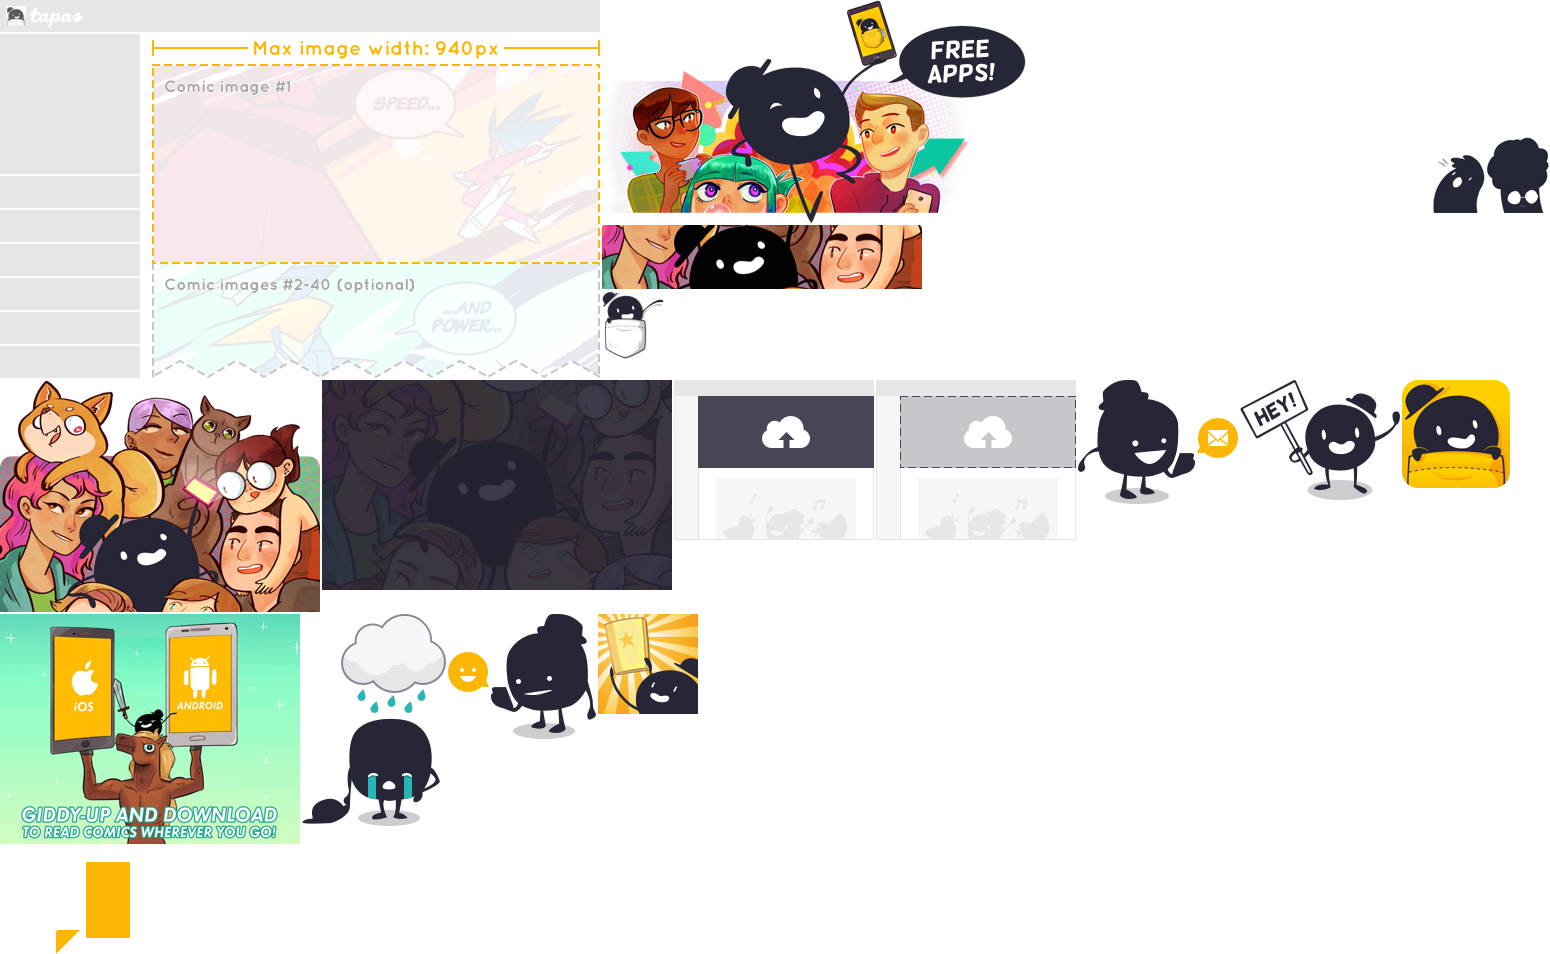 tapas
Max image width: 940px
Comic image #1
SPEED...
Comic images #2-40 (optional)
...AND
POWER...
FREE
APPS!
HEY!
iOS
ANDROID
GIDDY-UP AND DOWNLOAD
TO READ COMICS WHEREVER YOU GO!